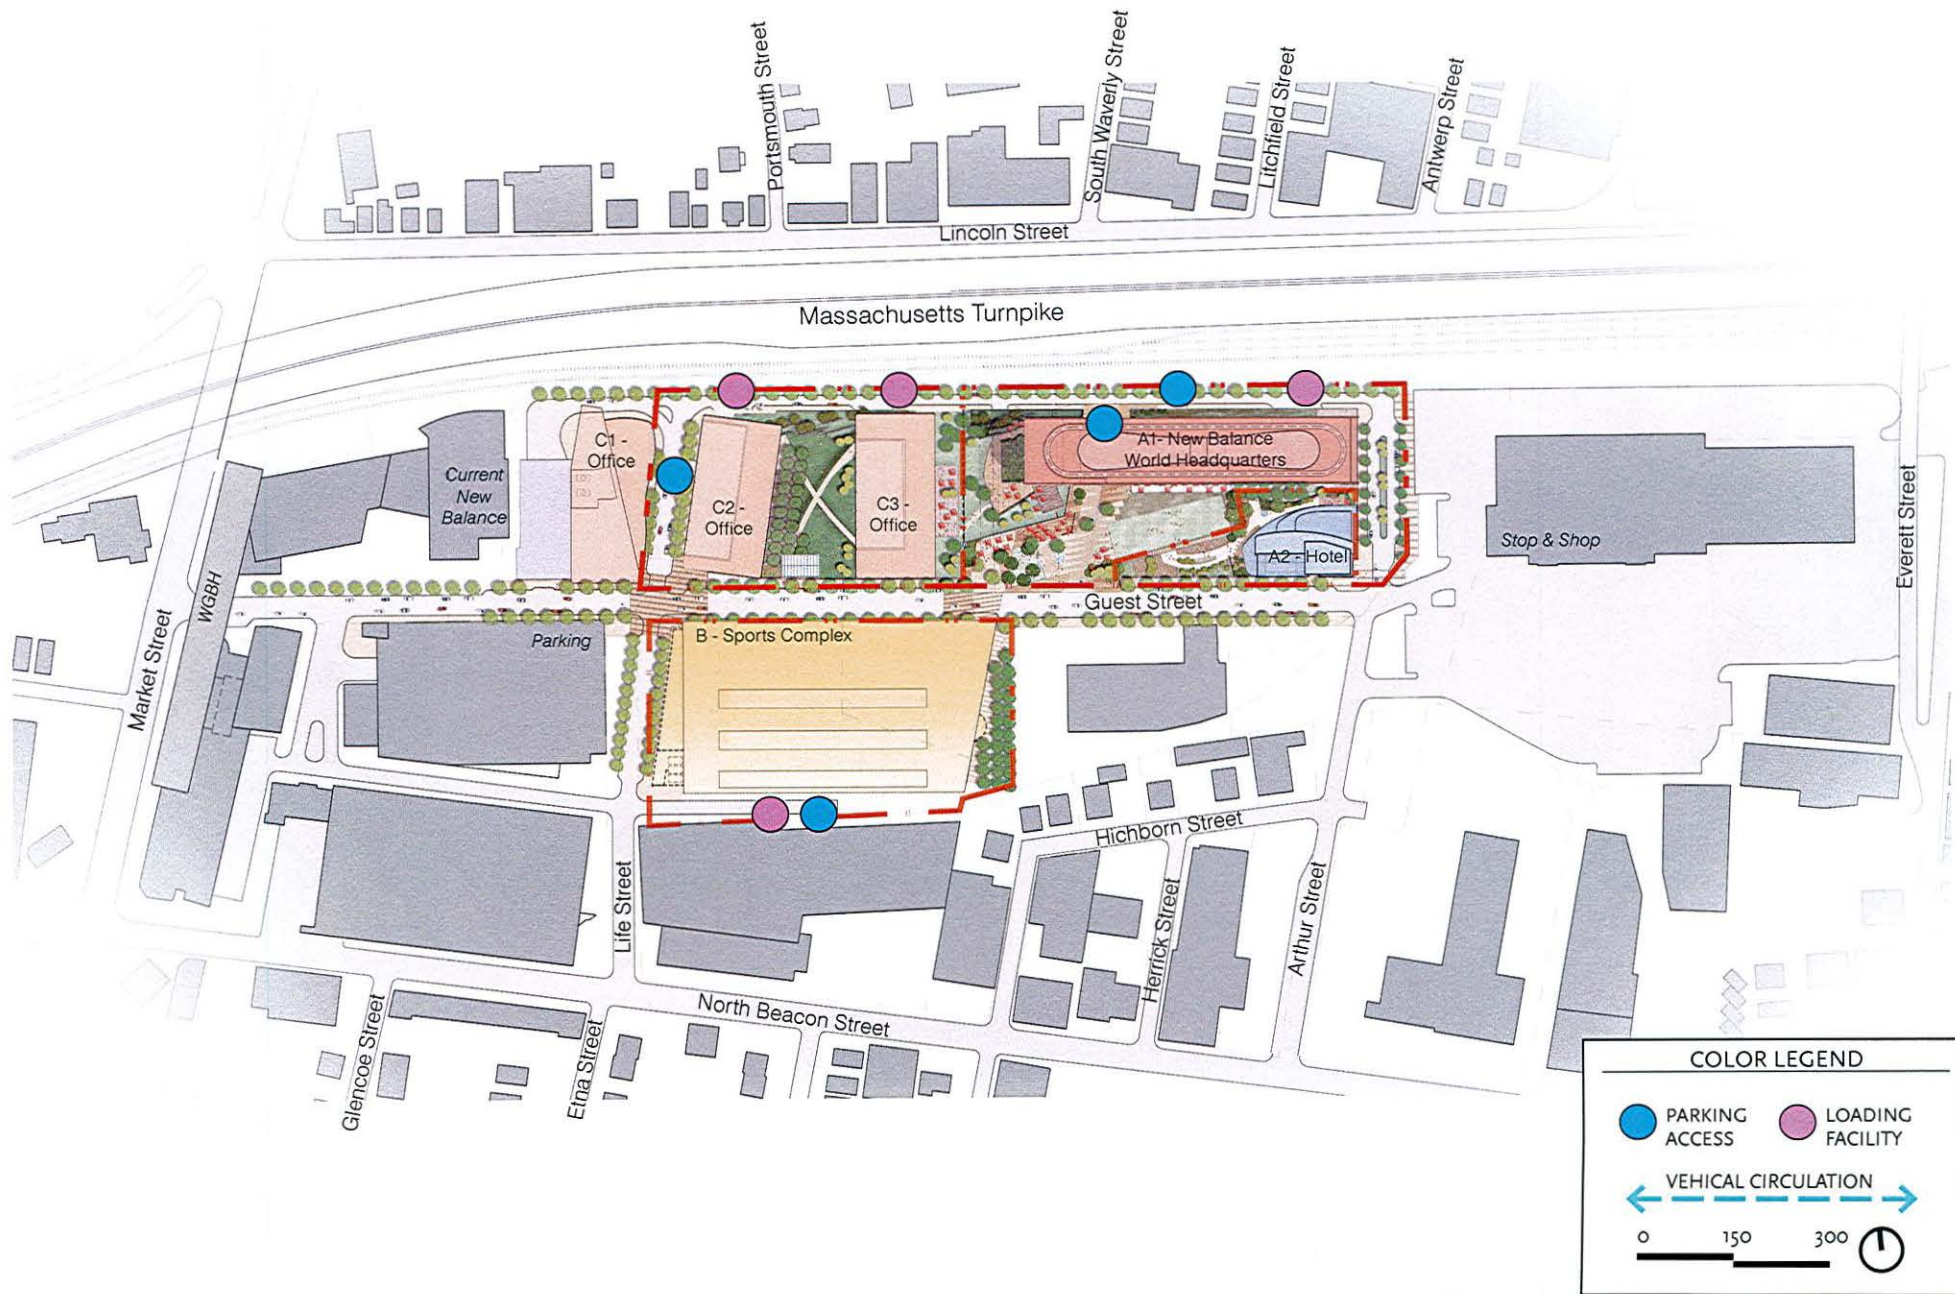 Portsmouth Street
South Waverly Street
Litchfield Street
Antwerp Street
Lincoln Street
Massachusetts Turnpike
C1 -
Office
Current
New
Balance
C2 -
Office
C3 -
Office
A1- New Balance
World Headquarters
A2 - Hotel
Stop & Shop
Everett Street
WGBH
Market Street
Guest Street
Parking
B - Sports Complex
Hichborn Street
Life Street
Herrick Street
Arthur Street
North Beacon Street
Glencoe Street
Etna Street
COLOR LEGEND
PARKING
ACCESS
LOADING
FACILITY
VEHICAL CIRCULATION
0 150 300